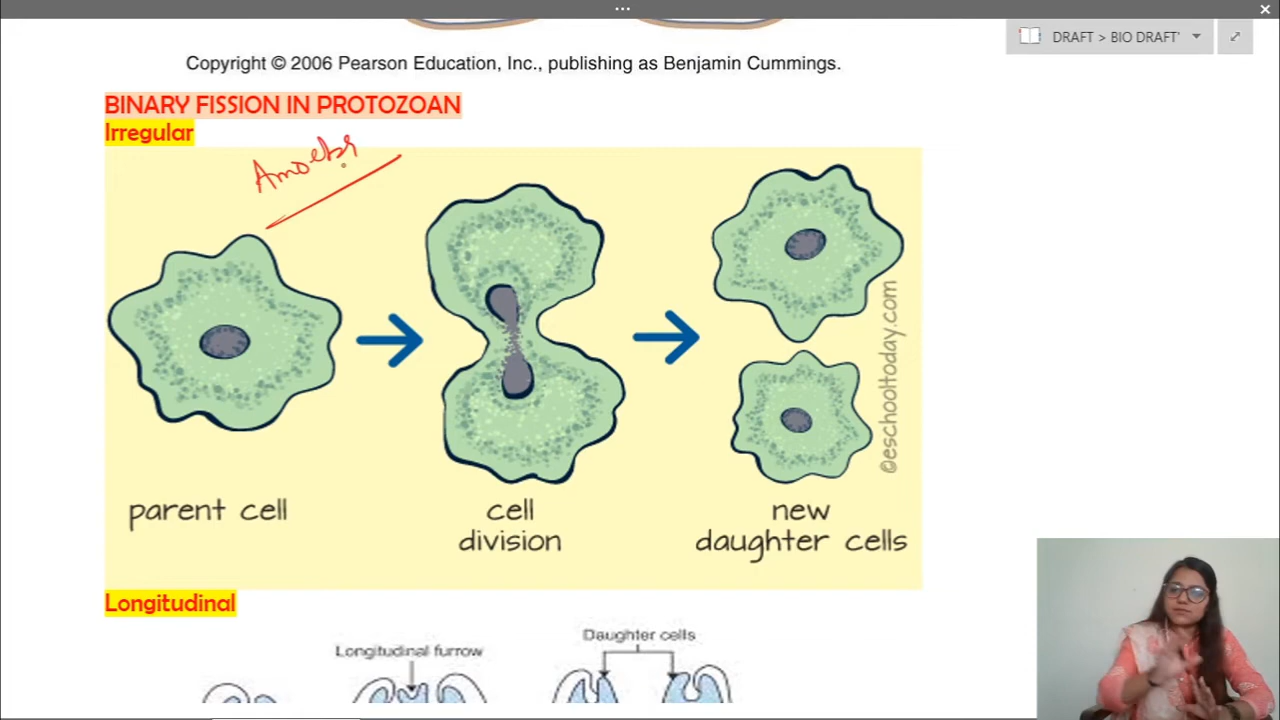 ...
DRAFT > BIO DRAFT'
Copyright © 2006 Pearson Education, Inc., publishing as Benjamin Cummings.
BINARY FISSION IN PROTOZOAN
Irregular
Amoeba
©eschooltoday.com
parent cell
cell
division
new
daughter cells
Longitudinal
Longitudinal furrow
Daughter cells